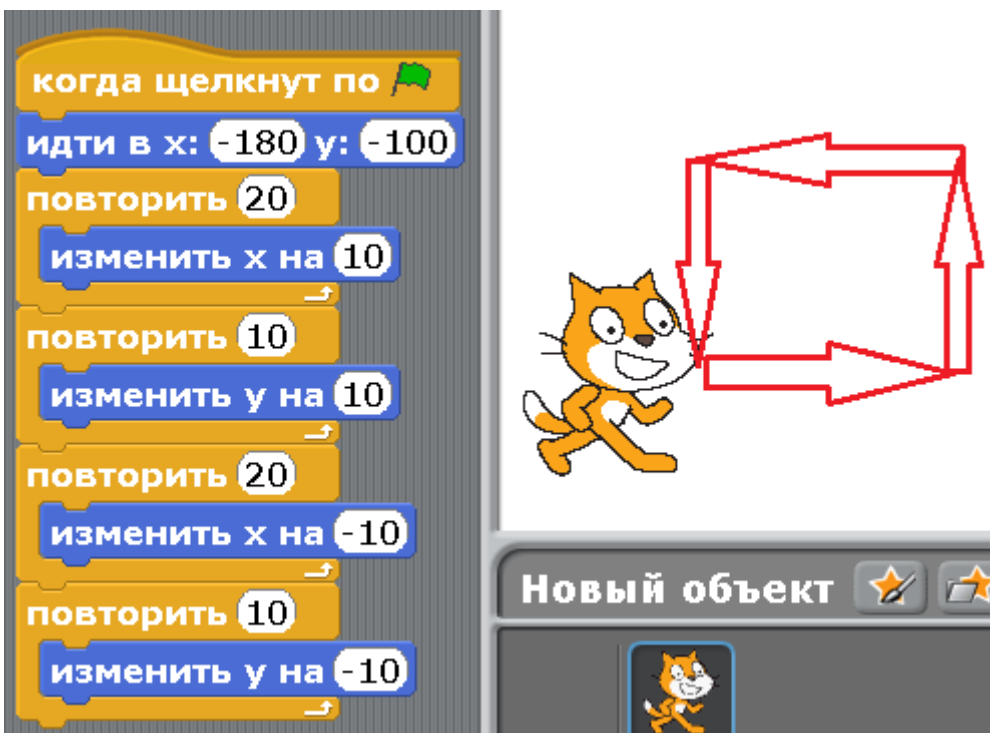 когда щелкнут по
идти в x: -180 y: -100
повторить 20
изменить x на 10
повторить 10
изменить y на 10
повторить 20
изменить x на -10
повторить 10
изменить y на -10
Новый объект